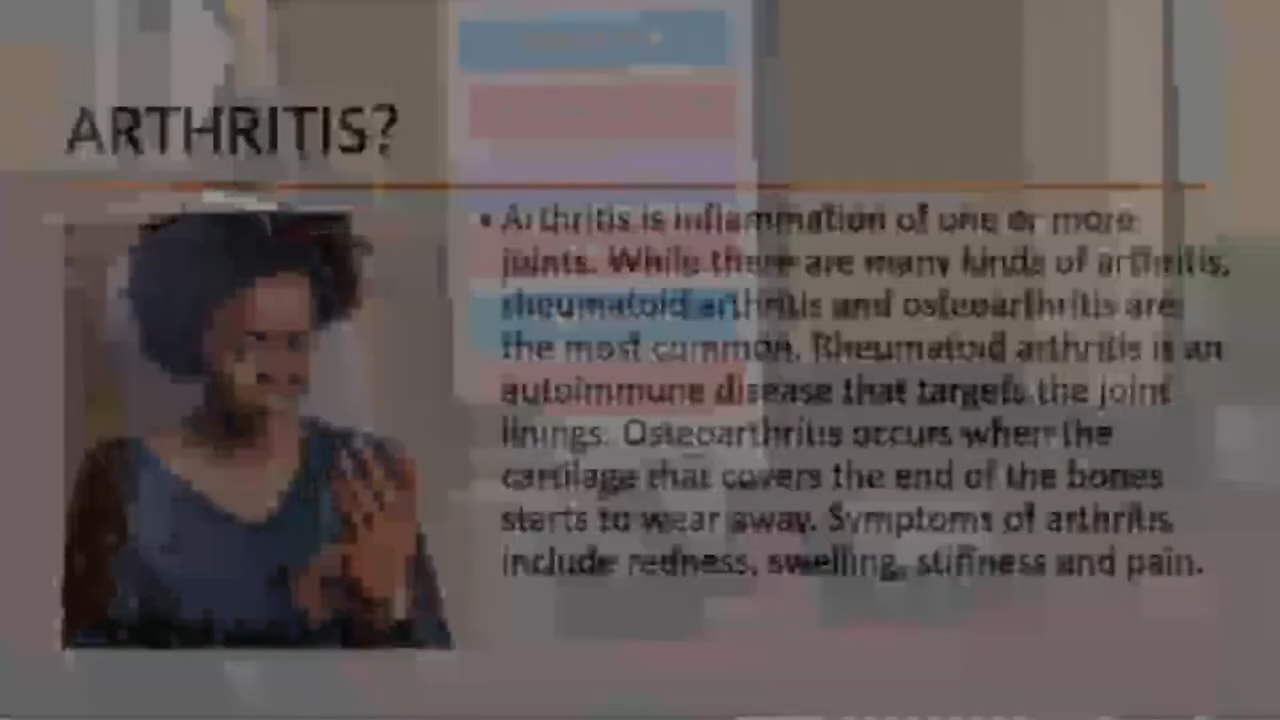 ARTHRITIS?
• Arthritis is inflammation of one or more
joints. While there are many kinds of arthritis,
rheumatoid arthritis and osteoarthritis are
the most common. Rheumatoid arthritis is an
autoimmune disease that targets the joint
linings. Osteoarthritis occurs when the
cartilage that covers the end of the bones
starts to wear away. Symptoms of arthritis
include redness, swelling, stiffness and pain.